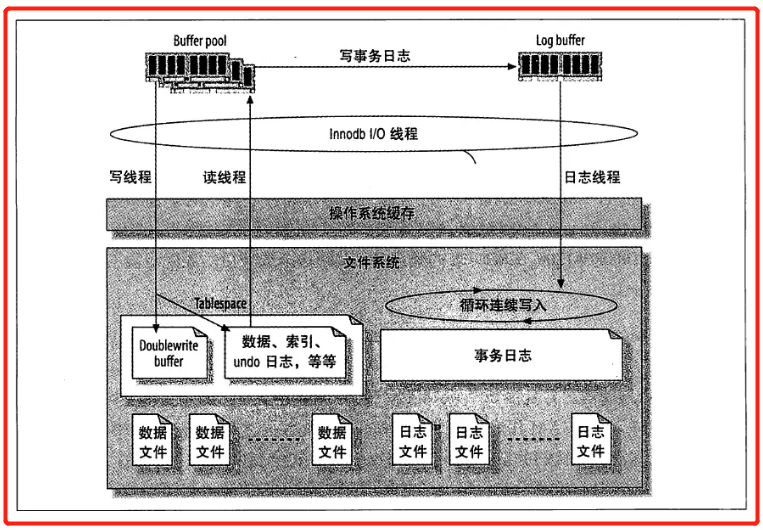 Buffer pool
Log buffer
写事务日志
Innodb I/O 线程
写线程
读线程
日志线程
操作系统缓存
文件系统
Tablespace
循环连续写入
Doublewrite
buffer
数据、索引、
undo 日志，等等
事务日志
数据
文件
数据
文件
数据
文件
日志
文件
日志
文件
日志
文件